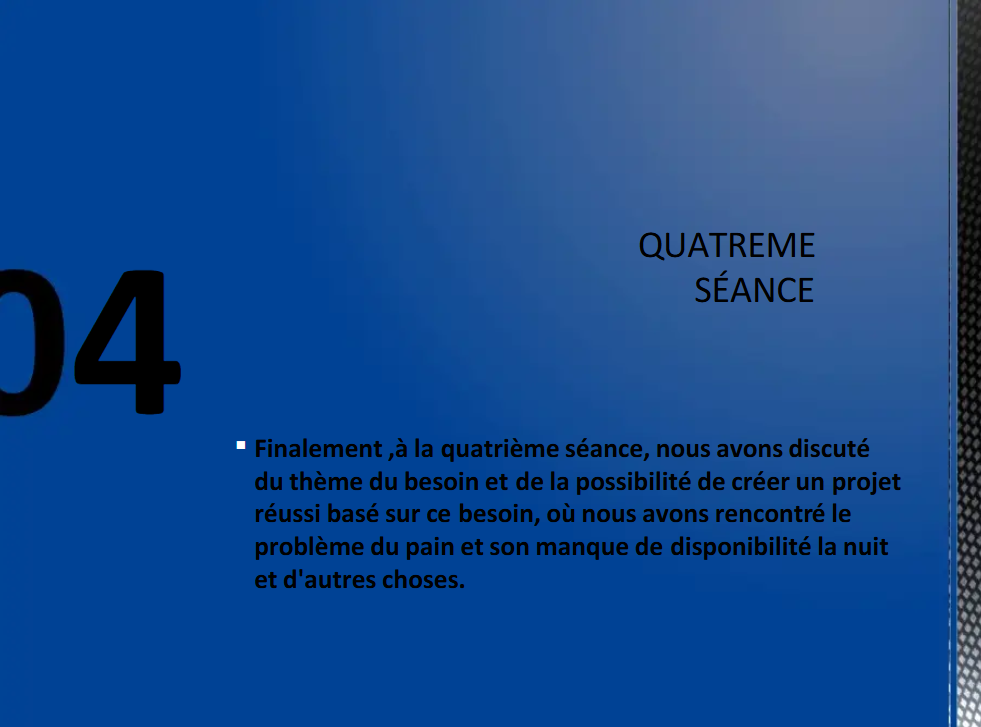 QUATREME
SÉANCE
04
Finalement ,à la quatrième séance, nous avons discuté
du thème du besoin et de la possibilité de créer un projet
réussi basé sur ce besoin, où nous avons rencontré le
problème du pain et son manque de disponibilité la nuit
et d'autres choses.